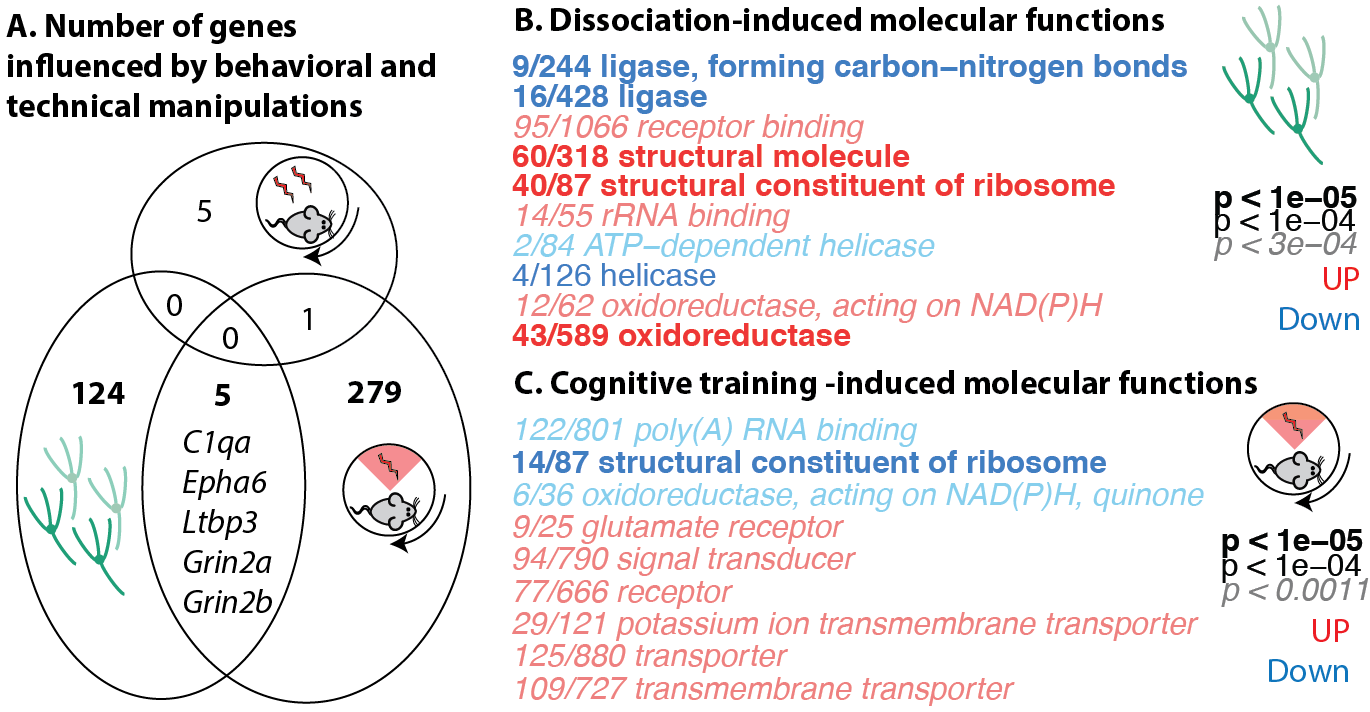 A. Number of genes
influenced by behavioral and
technical manipulations
5
0
1
0
124
5
279
C1qa
Epha6
Ltbp3
Grin2a
Grin2b
B. Dissociation-induced molecular functions
9/244 ligase, forming carbon−nitrogen bonds
16/428 ligase
95/1066 receptor binding
60/318 structural molecule
40/87 structural constituent of ribosome
14/55 rRNA binding
2/84 ATP−dependent helicase
4/126 helicase
12/62 oxidoreductase, acting on NAD(P)H
43/589 oxidoreductase
p < 1e−05
p < 1e−04
p < 3e−04
UP
Down
C. Cognitive training -induced molecular functions
122/801 poly(A) RNA binding
14/87 structural constituent of ribosome
6/36 oxidoreductase, acting on NAD(P)H, quinone
9/25 glutamate receptor
94/790 signal transducer
77/666 receptor
29/121 potassium ion transmembrane transporter
125/880 transporter
109/727 transmembrane transporter
p < 1e−05
p < 1e−04
p < 0.0011
UP
Down